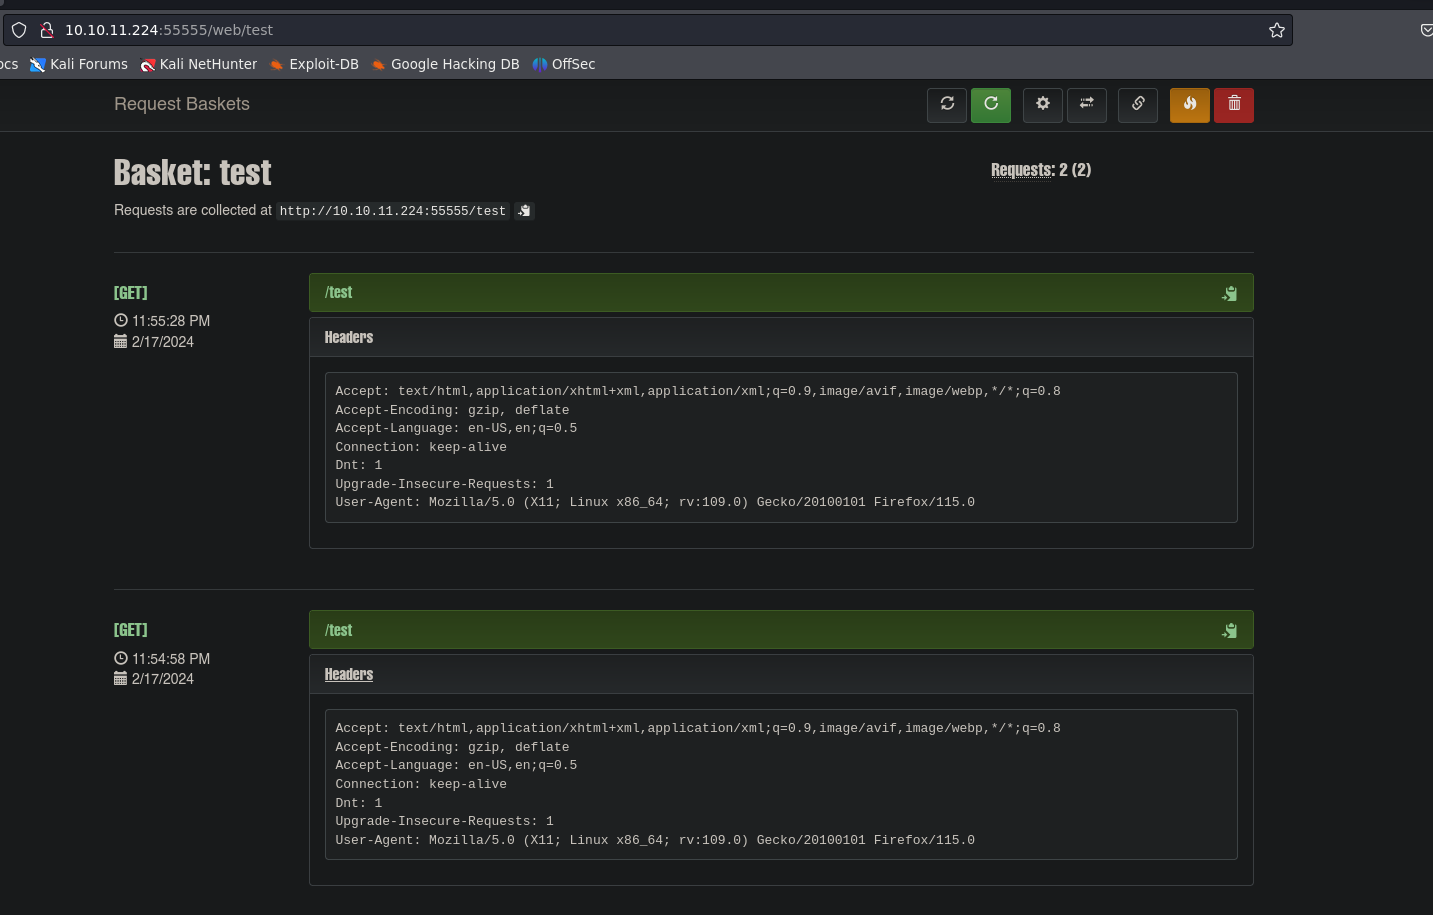 10.10.11.224:55555/web/test
ocs Kali Forums Kali NetHunter Exploit-DB Google Hacking DB OffSec
Request Baskets
Basket: test
Requests: 2 (2)
Requests are collected at http://10.10.11.224:55555/test
[GET]
11:55:28 PM
2/17/2024
/test
Headers
Accept: text/html,application/xhtml+xml,application/xml;q=0.9,image/avif,image/webp,*/*;q=0.8
Accept-Encoding: gzip, deflate
Accept-Language: en-US,en;q=0.5
Connection: keep-alive
Dnt: 1
Upgrade-Insecure-Requests: 1
User-Agent: Mozilla/5.0 (X11; Linux x86_64; rv:109.0) Gecko/20100101 Firefox/115.0
[GET]
11:54:58 PM
2/17/2024
/test
Headers
Accept: text/html,application/xhtml+xml,application/xml;q=0.9,image/avif,image/webp,*/*;q=0.8
Accept-Encoding: gzip, deflate
Accept-Language: en-US,en;q=0.5
Connection: keep-alive
Dnt: 1
Upgrade-Insecure-Requests: 1
User-Agent: Mozilla/5.0 (X11; Linux x86_64; rv:109.0) Gecko/20100101 Firefox/115.0